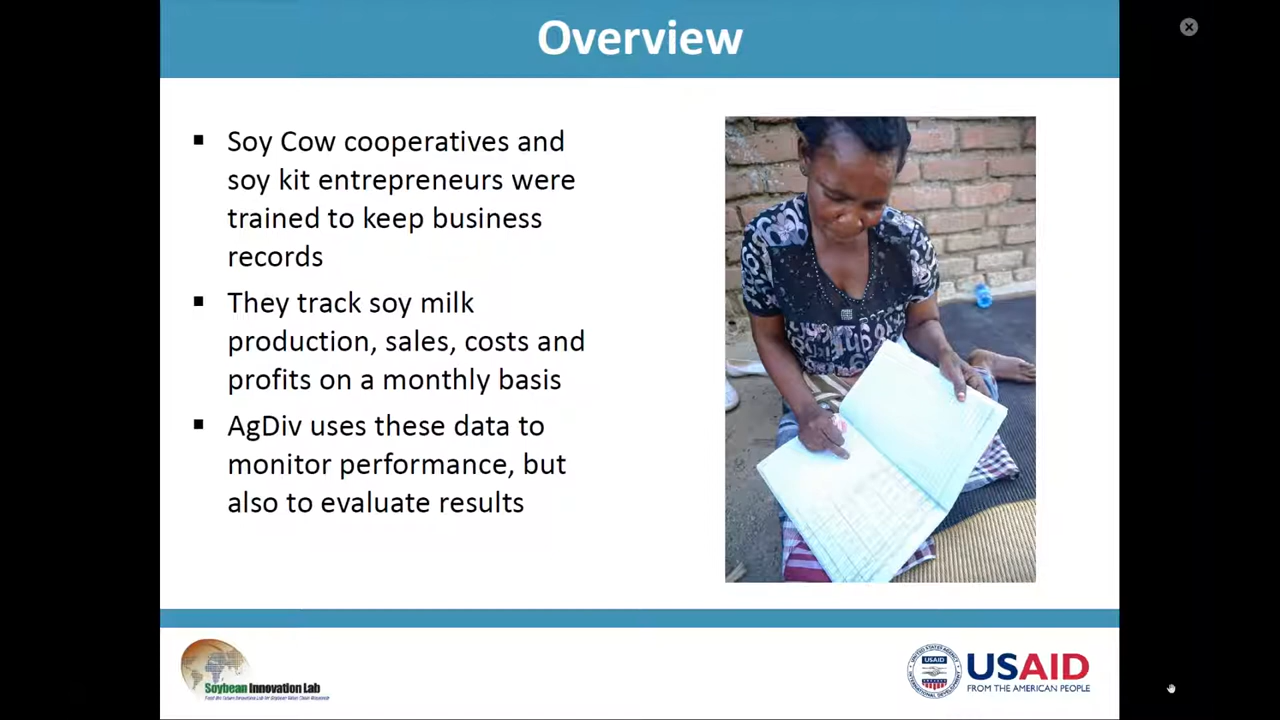 Overview
▪ Soy Cow cooperatives and
soy kit entrepreneurs were
trained to keep business
records
▪ They track soy milk
production, sales, costs and
profits on a monthly basis
▪ AgDiv uses these data to
monitor performance, but
also to evaluate results
Soybean Innovation Lab
USAID
USAID
FROM THE AMERICAN PEOPLE